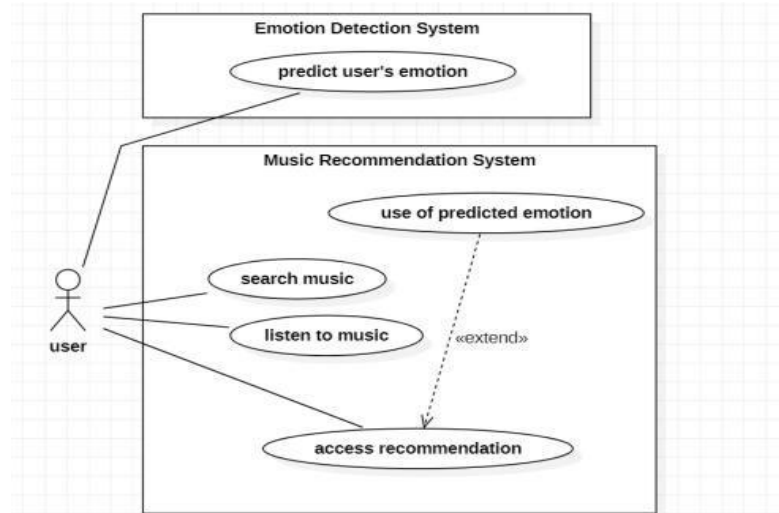 Emotion Detection System
predict user's emotion
Music Recommendation System
use of predicted emotion
search music
listen to music
«extend»
user
access recommendation